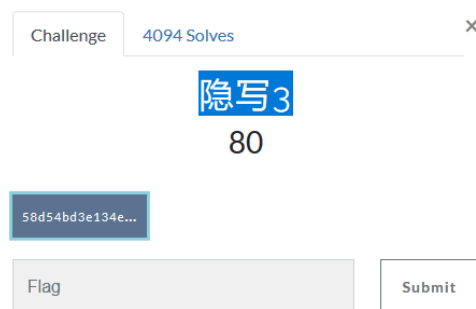 Challenge 4094 Solves ×
隐写3
80
58d54bd3e134e...
Flag Submit